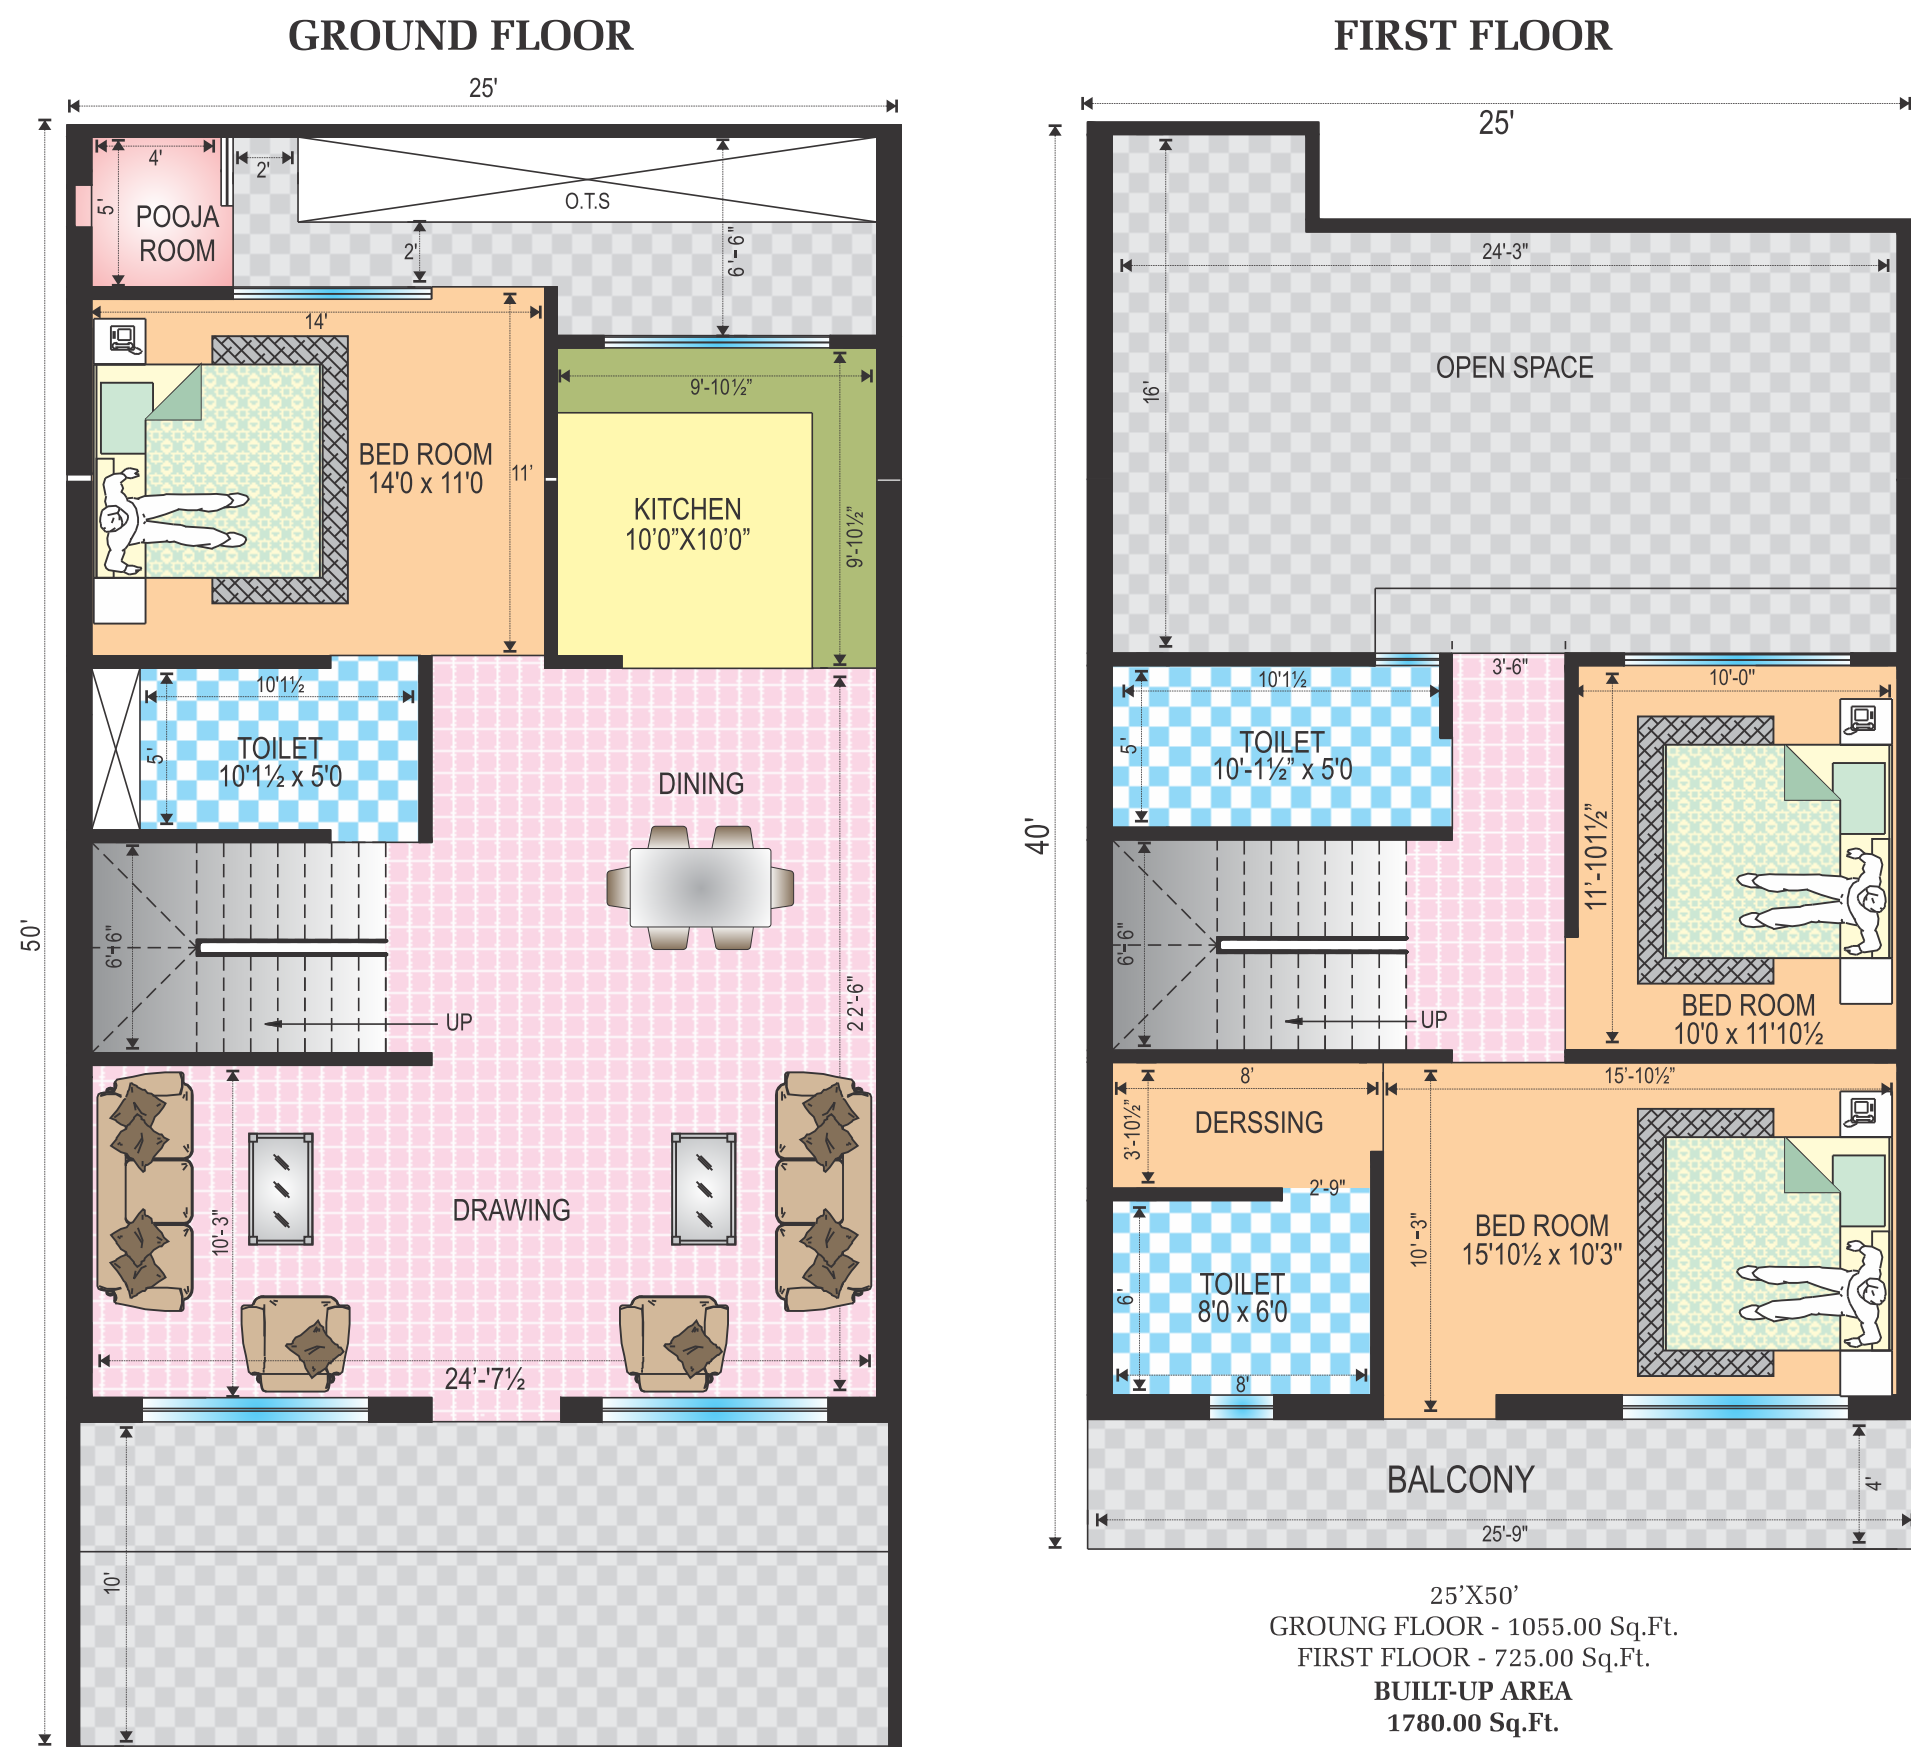 GROUND FLOOR
25'
50'
4'
5'
POOJA
ROOM
2'
O.T.S
2'
6'-6"
14'
11'
BED ROOM
14'0 x 11'0
9'-10½"
9'-10½"
KITCHEN
10'0"X10'0"
10'1½
5'
TOILET
10'1½ x 5'0
DINING
6'-6"
UP
22'-6"
10'-3"
DRAWING
24'-'7½
10'
FIRST FLOOR
25'
40'
24'-3"
16'
OPEN SPACE
10'1½
5'
TOILET
10'-1½" x 5'0
3'-6"
10'-0"
11'-101½"
BED ROOM
10'0 x 11'10½
6'-6"
UP
8'
3'-10½"
DERSSING
15'-10½"
2'-9"
10'-3"
BED ROOM
15'10½ x 10'3"
6'
TOILET
8'0 x 6'0
8'
BALCONY
4'
25'-9"
25'X50'
GROUNG FLOOR - 1055.00 Sq.Ft.
FIRST FLOOR - 725.00 Sq.Ft.
BUILT-UP AREA
1780.00 Sq.Ft.